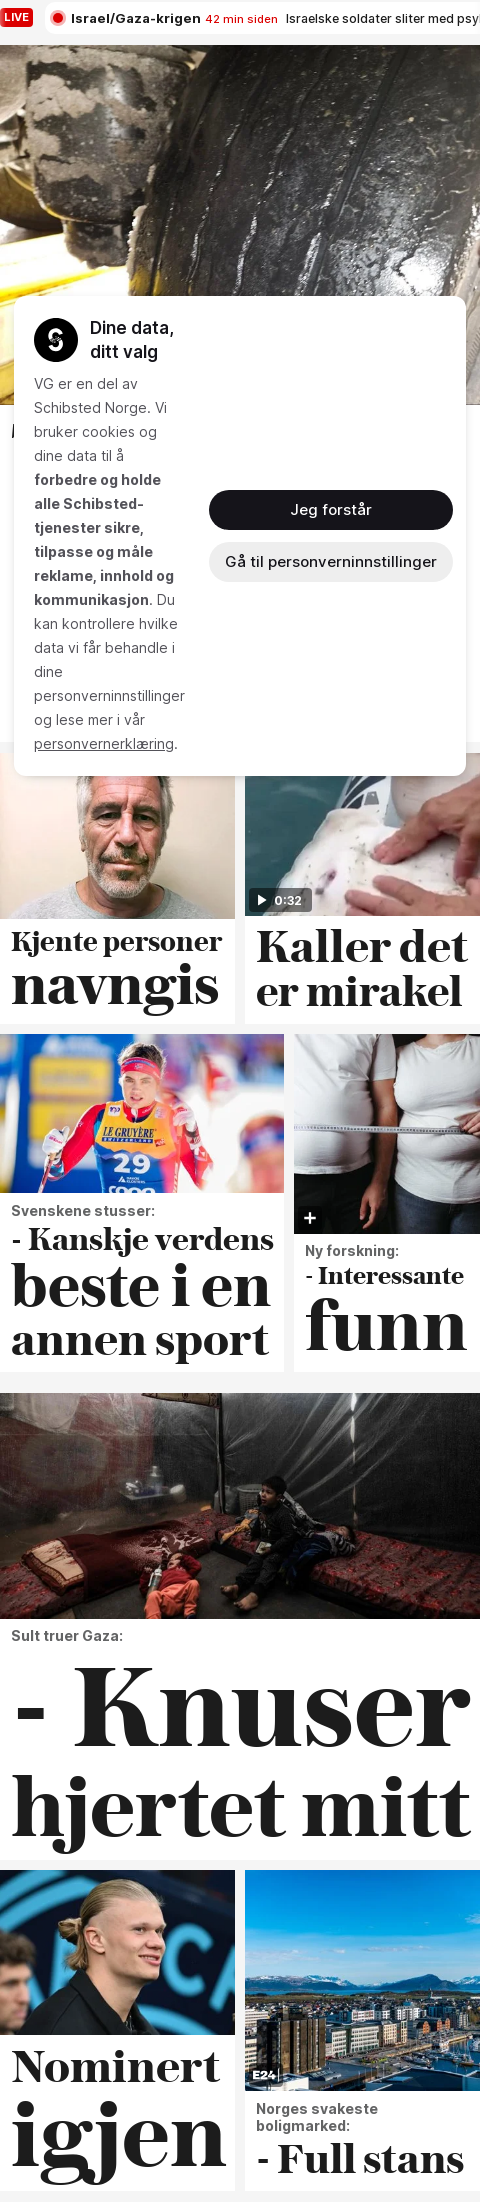 LIVE
Israel/Gaza-krigen 42 min siden Israelske soldater sliter med psy
Dine data,
ditt valg
VG er en del av
Schibsted Norge. Vi
bruker cookies og
dine data til å
forbedre og holde
alle Schibsted-
tjenester sikre,
tilpasse og måle
reklame, innhold og
kommunikasjon. Du
kan kontrollere hvilke
data vi får behandle i
dine
personverninnstillinger
og lese mer i vår
personvernerklæring.
Jeg forstår
Gå til personverninnstillinger
0:32
Kjente personer
navngis
Kaller det
er mirakel
LE GRUYÈRE
SWITZERLAND
29
coop
Svenskene stusser:
- Kanskje verdens
beste i en
annen sport
Ny forskning:
- Interessante
funn
Sult truer Gaza:
- Knuser
hjertet mitt
Nominert
igjen
E24
Norges svakeste
boligmarked:
- Full stans